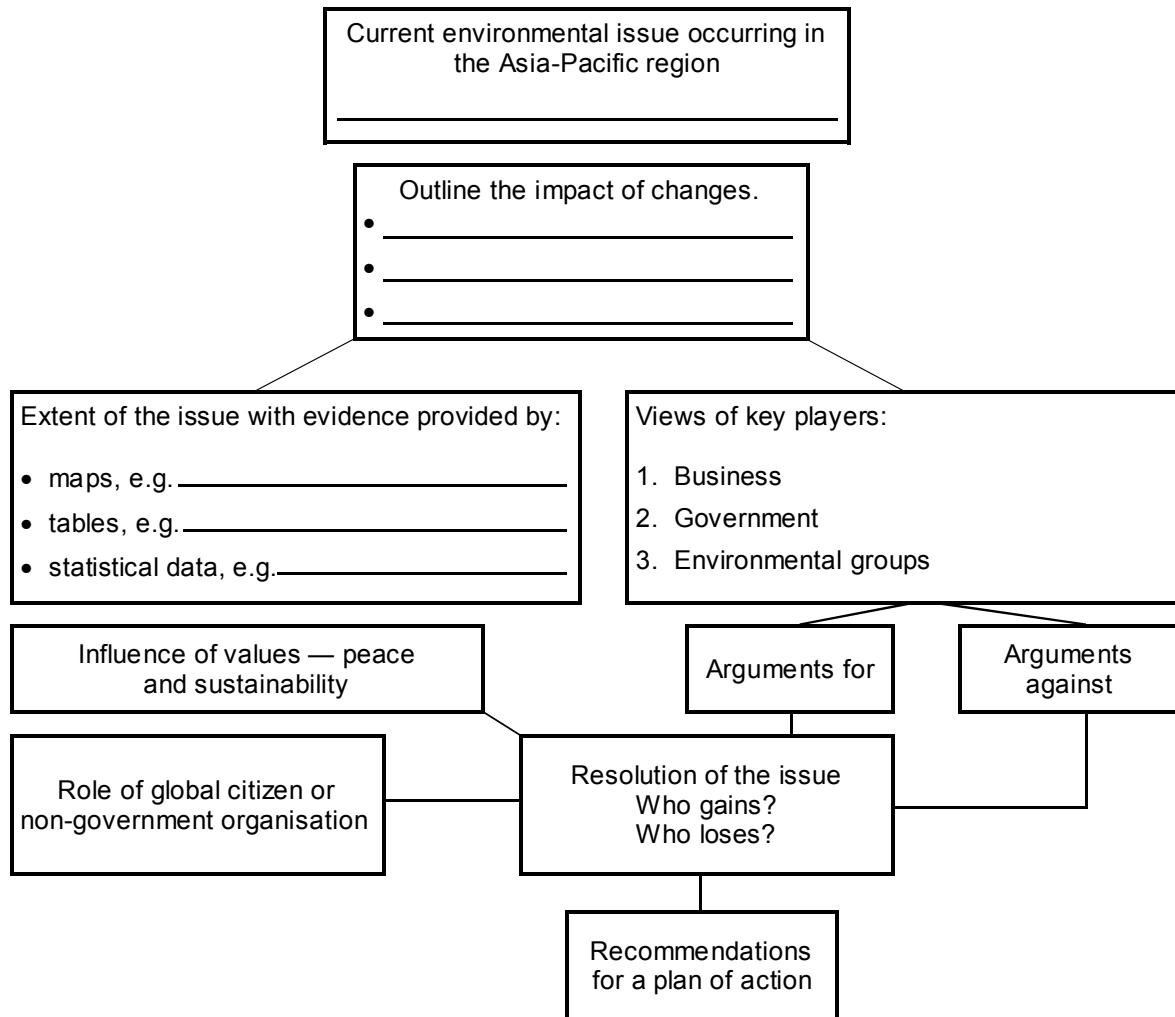 Current environmental issue occurring in
the Asia-Pacific region
Outline the impact of changes.
•
•
•
Extent of the issue with evidence provided by:
• maps, e.g.
• tables, e.g.
• statistical data, e.g.
Views of key players:
1. Business
2. Government
3. Environmental groups
Influence of values — peace
and sustainability
Arguments for
Arguments
against
Role of global citizen or
non-government organisation
Resolution of the issue
Who gains?
Who loses?
Recommendations
for a plan of action